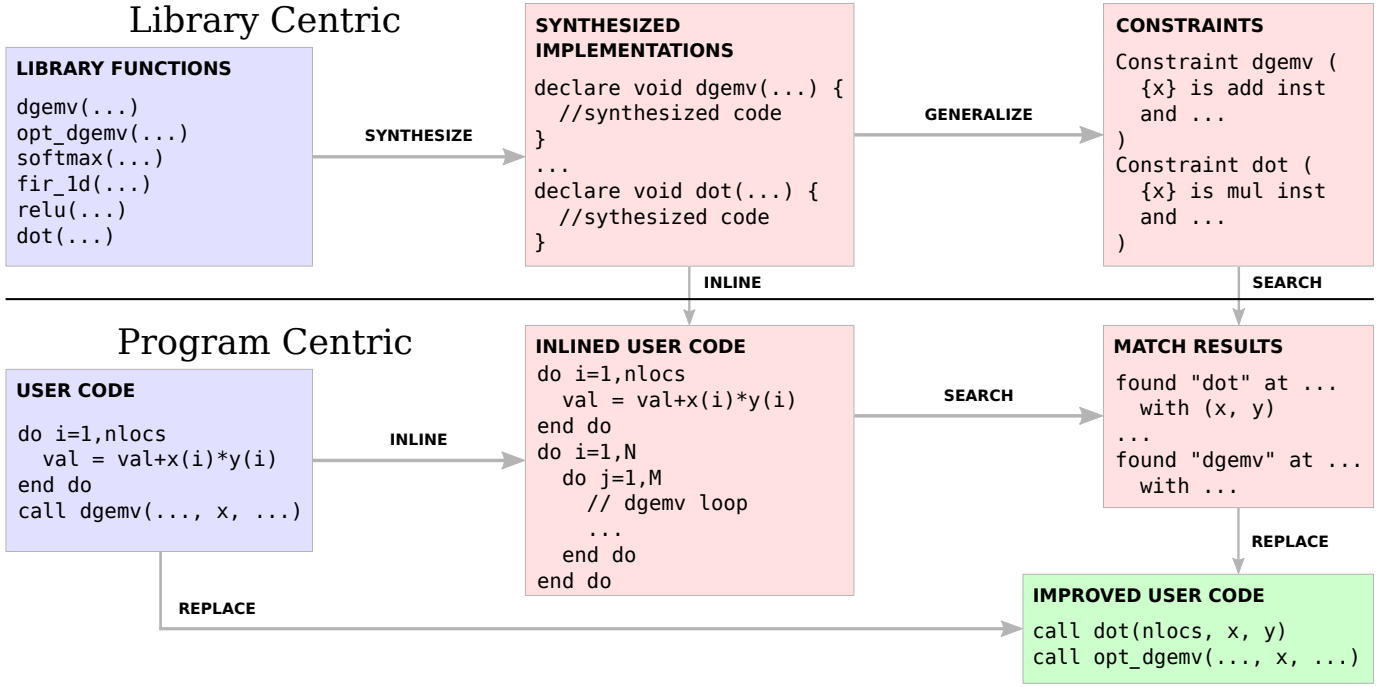 Library Centric
LIBRARY FUNCTIONS
dgemv(...)
opt_dgemv(...)
softmax(...)
fir_1d(...)
relu(...)
dot(...)
SYNTHESIZE
SYNTHESIZED
IMPLEMENTATIONS
declare void dgemv(...) {
//synthesized code
}
...
declare void dot(...) {
//sythesized code
}
GENERALIZE
CONSTRAINTS
Constraint dgemv (
{x} is add inst
and ...
)
Constraint dot (
{x} is mul inst
and ...
)
INLINE
SEARCH
Program Centric
USER CODE
do i=1,nlocs
val = val+x(i)*y(i)
end do
call dgemv(..., x, ...)
INLINE
INLINED USER CODE
do i=1,nlocs
val = val+x(i)*y(i)
end do
do i=1,N
do j=1,M
// dgemv loop
...
end do
end do
SEARCH
MATCH RESULTS
found "dot" at ...
with (x, y)
...
found "dgemv" at ...
with ...
REPLACE
REPLACE
IMPROVED USER CODE
call dot(nlocs, x, y)
call opt_dgemv(..., x, ...)